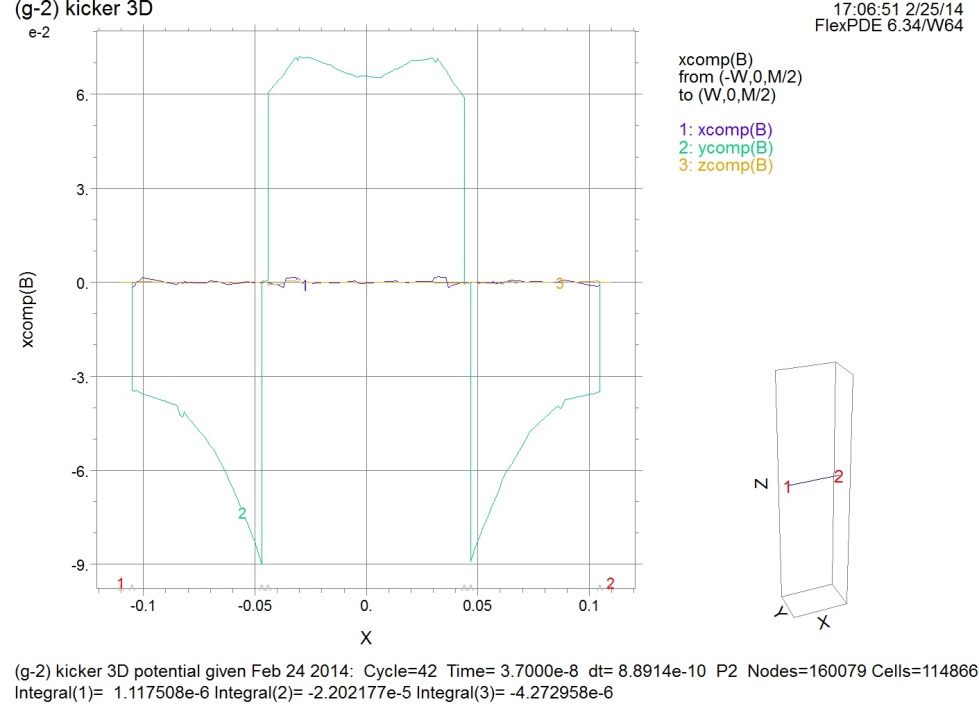 (g-2) kicker 3D
17:06:51 2/25/14
FlexPDE 6.34/W64
e-2
xcomp(B)
from (-W,0,M/2)
to (W,0,M/2)
1: xcomp(B)
2: ycomp(B)
3: zcomp(B)
6.
3.
0.
-3.
-6.
-9.
xcomp(B)
1
3
2
1
2
-0.1
-0.05
0.
0.05
0.1
X
Z
1
2
Y
X
(g-2) kicker 3D potential given Feb 24 2014: Cycle=42 Time= 3.7000e-8 dt= 8.8914e-10 P2 Nodes=160079 Cells=114866
Integral(1)= 1.117508e-6 Integral(2)= -2.202177e-5 Integral(3)= -4.272958e-6